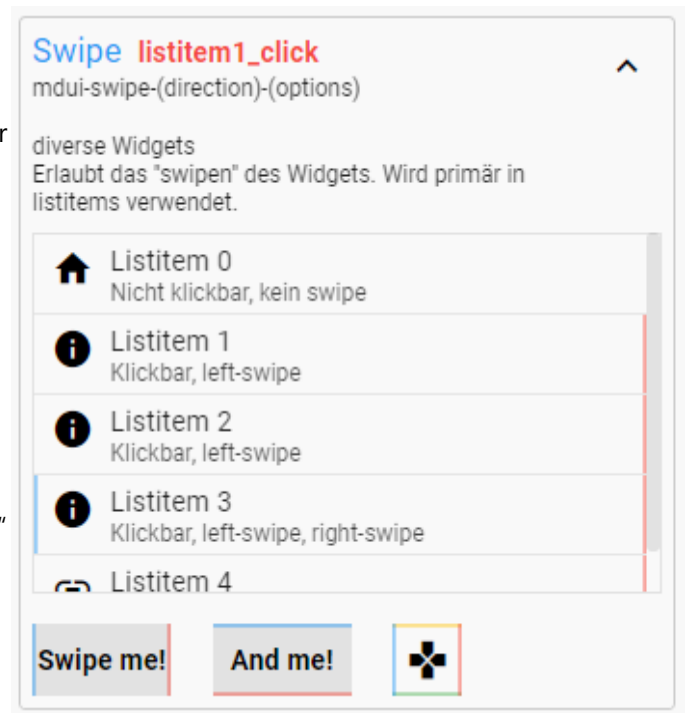 Swipe listitem1_click
mdui-swipe-(direction)-(options)
r
diverse Widgets
Erlaubt das "swipen" des Widgets. Wird primär in
listitems verwendet.
Listitem 0
Nicht klickbar, kein swipe
Listitem 1
Klickbar, left-swipe
Listitem 2
Klickbar, left-swipe
Listitem 3
Klickbar, left-swipe, right-swipe
“
Listitem 4
Swipe me! And me!